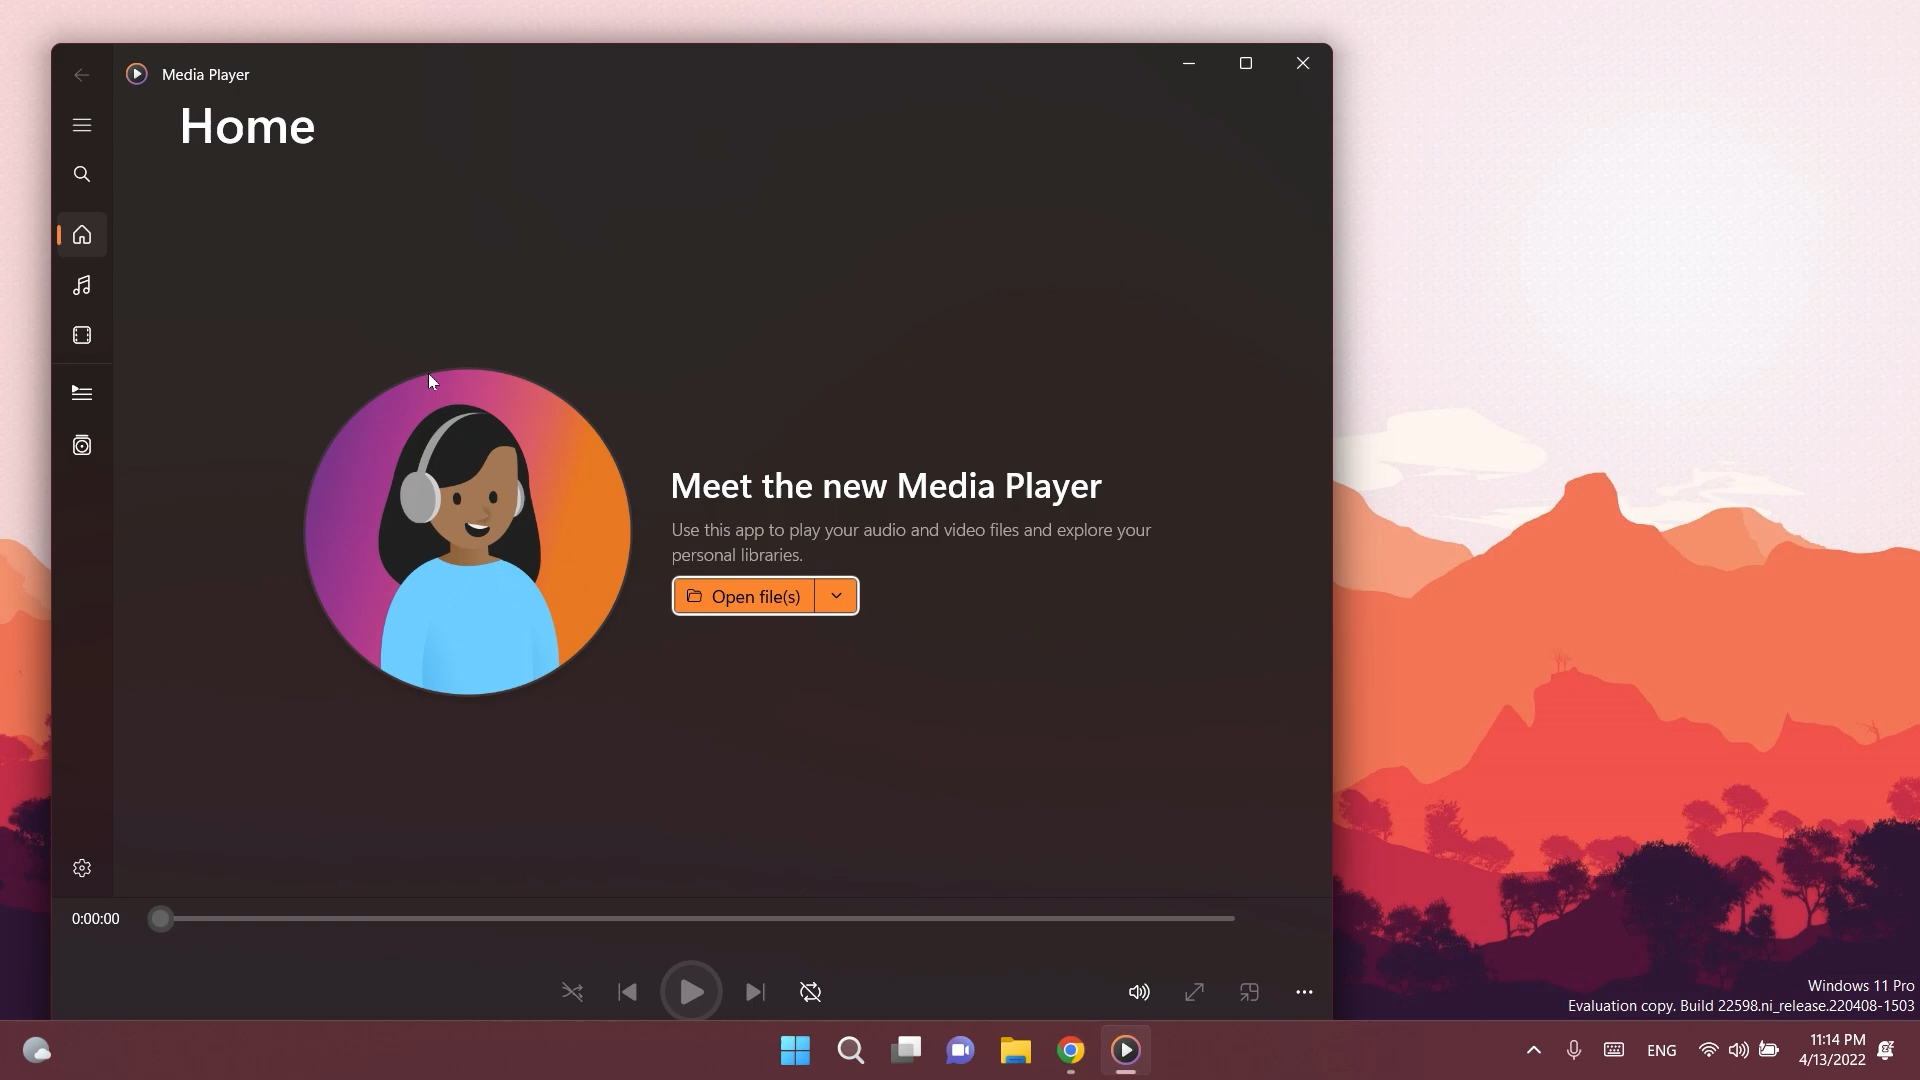 Media Player
Home
Meet the new Media Player
Use this app to play your audio and video files and explore your
personal libraries.
Open file(s)
0:00:00
Windows 11 Pro
Evaluation copy. Build 22598.ni_release.220408-1503
ENG
11:14 PM
4/13/2022